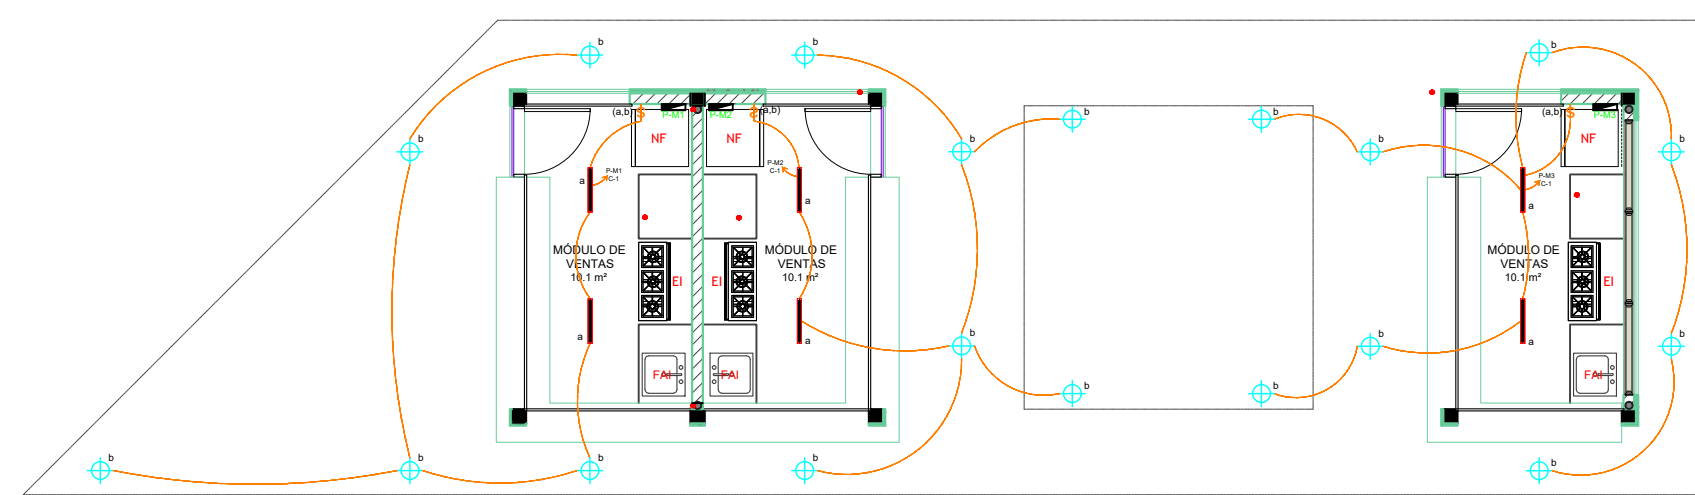 b
b
b
(a,b)
$
P-M1
P-M2
$
(a,b)
(a,b)
$
P-M3
NF
NF
NF
b
b
b
b
b
b
P-M1
C-1
P-M2
C-1
P-M3
C-1
a
a
a
MÓDULO DE
VENTAS
10.1 m²
MÓDULO DE
VENTAS
10.1 m²
MÓDULO DE
VENTAS
10.1 m²
EI
EI
EI
a
a
a
b
b
b
FAI
FAI
FAI
b
b
b
b
b
b
b